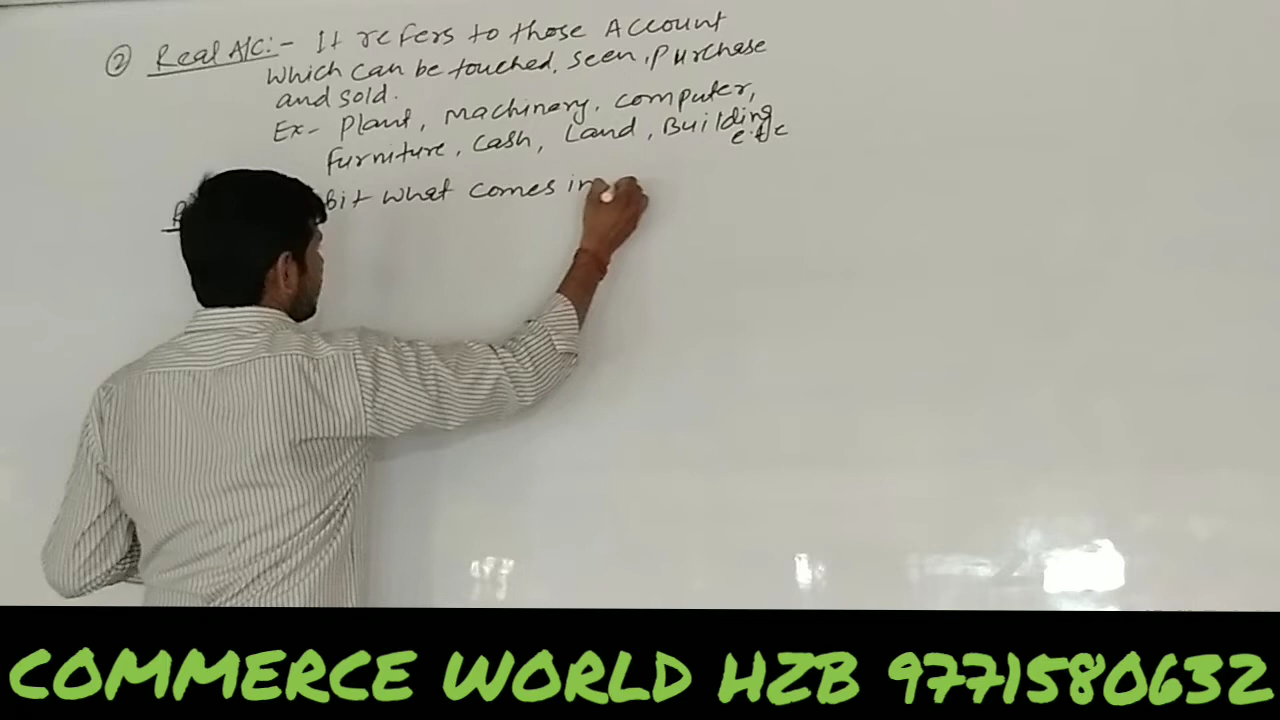 ② Real A/C:- It refers to those Account
which can be touched, seen, purchase
and sold.
Ex- Plant, machinery, computer,
furniture, cash, Land, Building
e.t.c
bit what comes in
COMMERCE WORLD HZB 9771580632